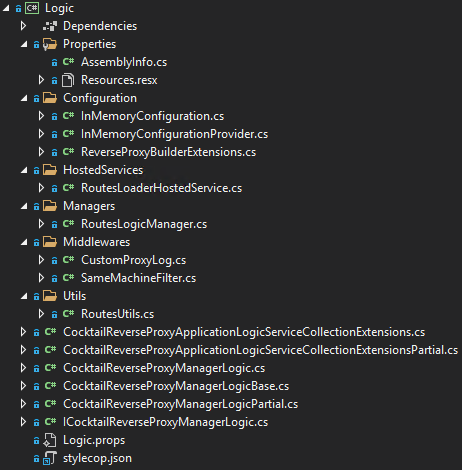 C# Logic
Dependencies
Properties
C# AssemblyInfo.cs
Resources.resx
Configuration
C# InMemoryConfiguration.cs
C# InMemoryConfigurationProvider.cs
C# ReverseProxyBuilderExtensions.cs
HostedServices
C# RoutesLoaderHostedService.cs
Managers
C# RoutesLogicManager.cs
Middlewares
C# CustomProxyLog.cs
C# SameMachineFilter.cs
Utils
C# RoutesUtils.cs
C# CocktailReverseProxyApplicationLogicServiceCollectionExtensions.cs
C# CocktailReverseProxyApplicationLogicServiceCollectionExtensionsPartial.cs
C# CocktailReverseProxyManagerLogic.cs
C# CocktailReverseProxyManagerLogicBase.cs
C# CocktailReverseProxyManagerLogicPartial.cs
C# ICocktailReverseProxyManagerLogic.cs
Logic.props
stylecop.json